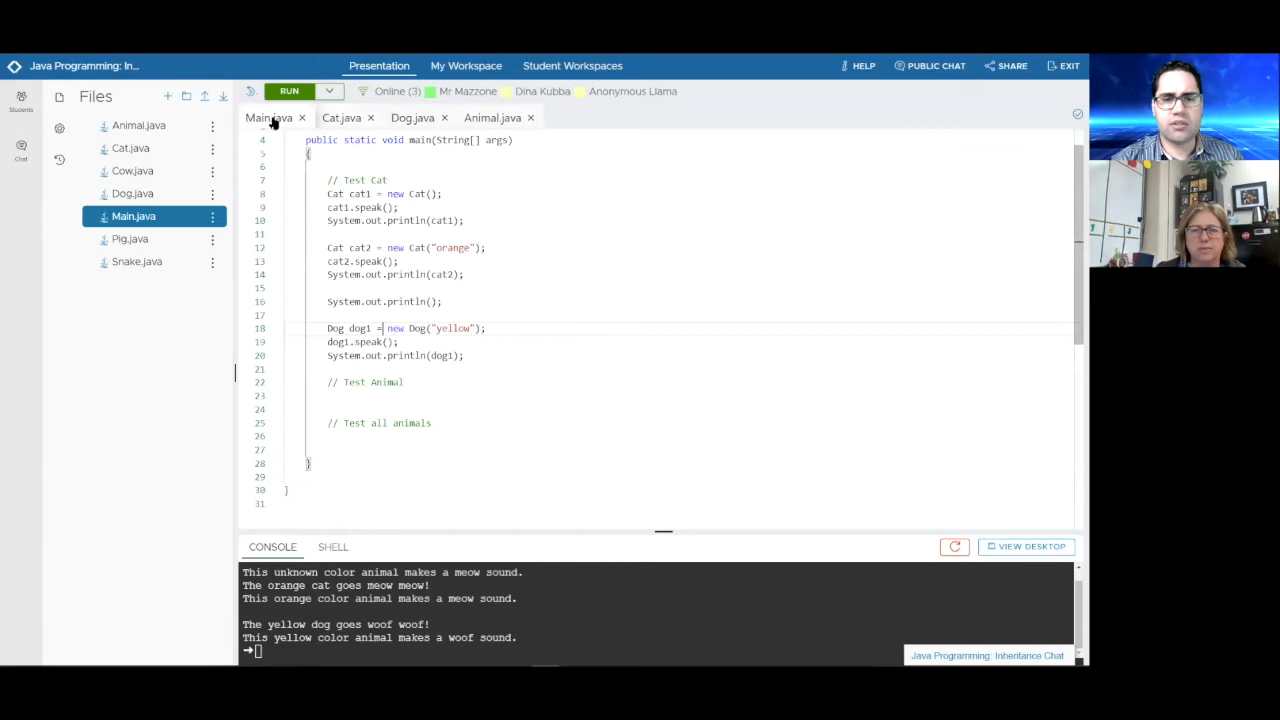 Java Programming: Inh... Presentation My Workspace Student Workspaces HELP PUBLIC CHAT SHARE EXIT
Students
Chat
Files
Animal.java
Cat.java
Cow.java
Dog.java
Main.java
Pig.java
Snake.java
RUN Online (3) Mr Mazzone Dina Kubba Anonymous Llama
Main.java Cat.java Dog.java Animal.java
4 public static void main(String[] args)
5 {
6
7 // Test Cat
8 Cat cat1 = new Cat();
9 cat1.speak();
10 System.out.println(cat1);
11
12 Cat cat2 = new Cat("orange");
13 cat2.speak();
14 System.out.println(cat2);
15
16 System.out.println();
17
18 Dog dog1 = new Dog("yellow");
19 dog1.speak();
20 System.out.println(dog1);
21
22 // Test Animal
23
24
25 // Test all animals
26
27
28 }
29
30 }
31
CONSOLE SHELL VIEW DESKTOP
This unknown color animal makes a meow sound.
The orange cat goes meow meow!
This orange color animal makes a meow sound.
The yellow dog goes woof woof!
This yellow color animal makes a woof sound.
Java Programming: Inheritance Chat